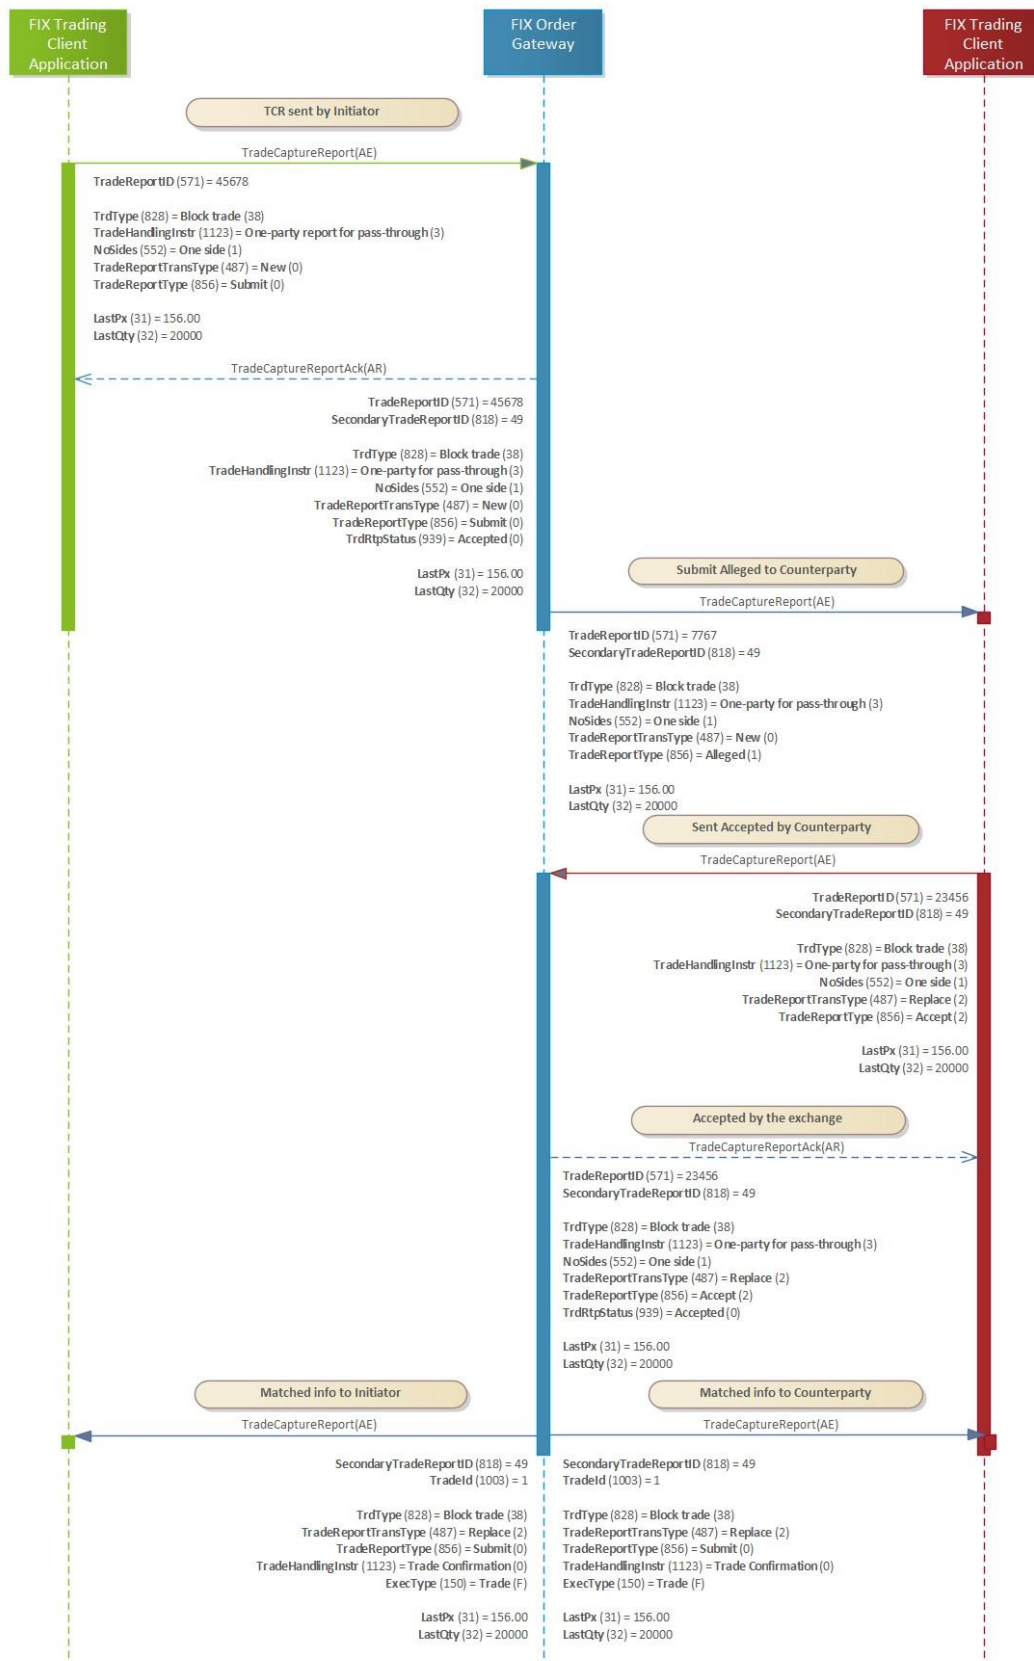 FIX Trading
Client
Application
FIX Order
Gateway
FIX Trading
Client
Application
TCR sent by Initiator
TradeCaptureReport(AE)
TradeReportID (571) = 45678
TrdType (828) = Block trade (38)
TradeHandlingInstr (1123) = One-party report for pass-through (3)
NoSides (552) = One side (1)
TradeReportTransType (487) = New (0)
TradeReportType (856) = Submit (0)
LastPx (31) = 156.00
LastQty (32) = 20000
TradeCaptureReportAck(AR)
TradeReportID (571) = 45678
SecondaryTradeReportID (818) = 49
TrdType (828) = Block trade (38)
TradeHandlingInstr (1123) = One-party for pass-through (3)
NoSides (552) = One side (1)
TradeReportTransType (487) = New (0)
TradeReportType (856) = Submit (0)
TrdRtpStatus (939) = Accepted (0)
LastPx (31) = 156.00
LastQty (32) = 20000
Submit Alleged to Counterparty
TradeCaptureReport(AE)
TradeReportID (571) = 7767
SecondaryTradeReportID (818) = 49
TrdType (828) = Block trade (38)
TradeHandlingInstr (1123) = One-party for pass-through (3)
NoSides (552) = One side (1)
TradeReportTransType (487) = New (0)
TradeReportType (856) = Alleged (1)
LastPx (31) = 156.00
LastQty (32) = 20000
Sent Accepted by Counterparty
TradeCaptureReport(AE)
TradeReportID (571) = 23456
SecondaryTradeReportID (818) = 49
TrdType (828) = Block trade (38)
TradeHandlingInstr (1123) = One-party for pass-through (3)
NoSides (552) = One side (1)
TradeReportTransType (487) = Replace (2)
TradeReportType (856) = Accept (2)
LastPx (31) = 156.00
LastQty (32) = 20000
Accepted by the exchange
TradeCaptureReportAck(AR)
TradeReportID (571) = 23456
SecondaryTradeReportID (818) = 49
TrdType (828) = Block trade (38)
TradeHandlingInstr (1123) = One-party for pass-through (3)
NoSides (552) = One side (1)
TradeReportTransType (487) = Replace (2)
TradeReportType (856) = Accept (2)
TrdRtpStatus (939) = Accepted (0)
LastPx (31) = 156.00
LastQty (32) = 20000
Matched info to Initiator
TradeCaptureReport(AE)
SecondaryTradeReportID (818) = 49
TradeId (1003) = 1
TrdType (828) = Block trade (38)
TradeReportTransType (487) = Replace (2)
TradeReportType (856) = Submit (0)
TradeHandlingInstr (1123) = Trade Confirmation (0)
ExecType (150) = Trade (F)
LastPx (31) = 156.00
LastQty (32) = 20000
Matched info to Counterparty
TradeCaptureReport(AE)
SecondaryTradeReportID (818) = 49
TradeId (1003) = 1
TrdType (828) = Block trade (38)
TradeReportTransType (487) = Replace (2)
TradeReportType (856) = Submit (0)
TradeHandlingInstr (1123) = Trade Confirmation (0)
ExecType (150) = Trade (F)
LastPx (31) = 156.00
LastQty (32) = 20000